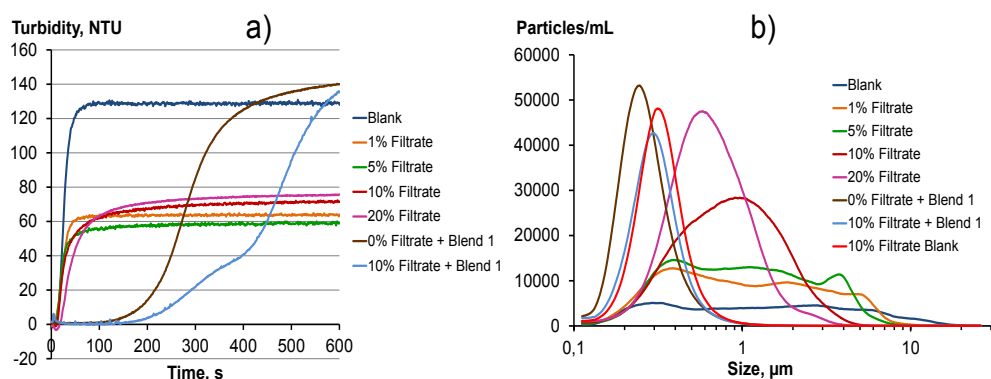 Turbidity, NTU
a)
160
140
120
100
80
60
40
20
0
-20
0
100
200
300
400
500
600
Time, s
Blank
1% Filtrate
5% Filtrate
10% Filtrate
20% Filtrate
0% Filtrate + Blend 1
10% Filtrate + Blend 1
Particles/mL
b)
60000
50000
40000
30000
20000
10000
0
0,1
1
10
Size, µm
Blank
1% Filtrate
5% Filtrate
10% Filtrate
20% Filtrate
0% Filtrate + Blend 1
10% Filtrate + Blend 1
10% Filtrate Blank